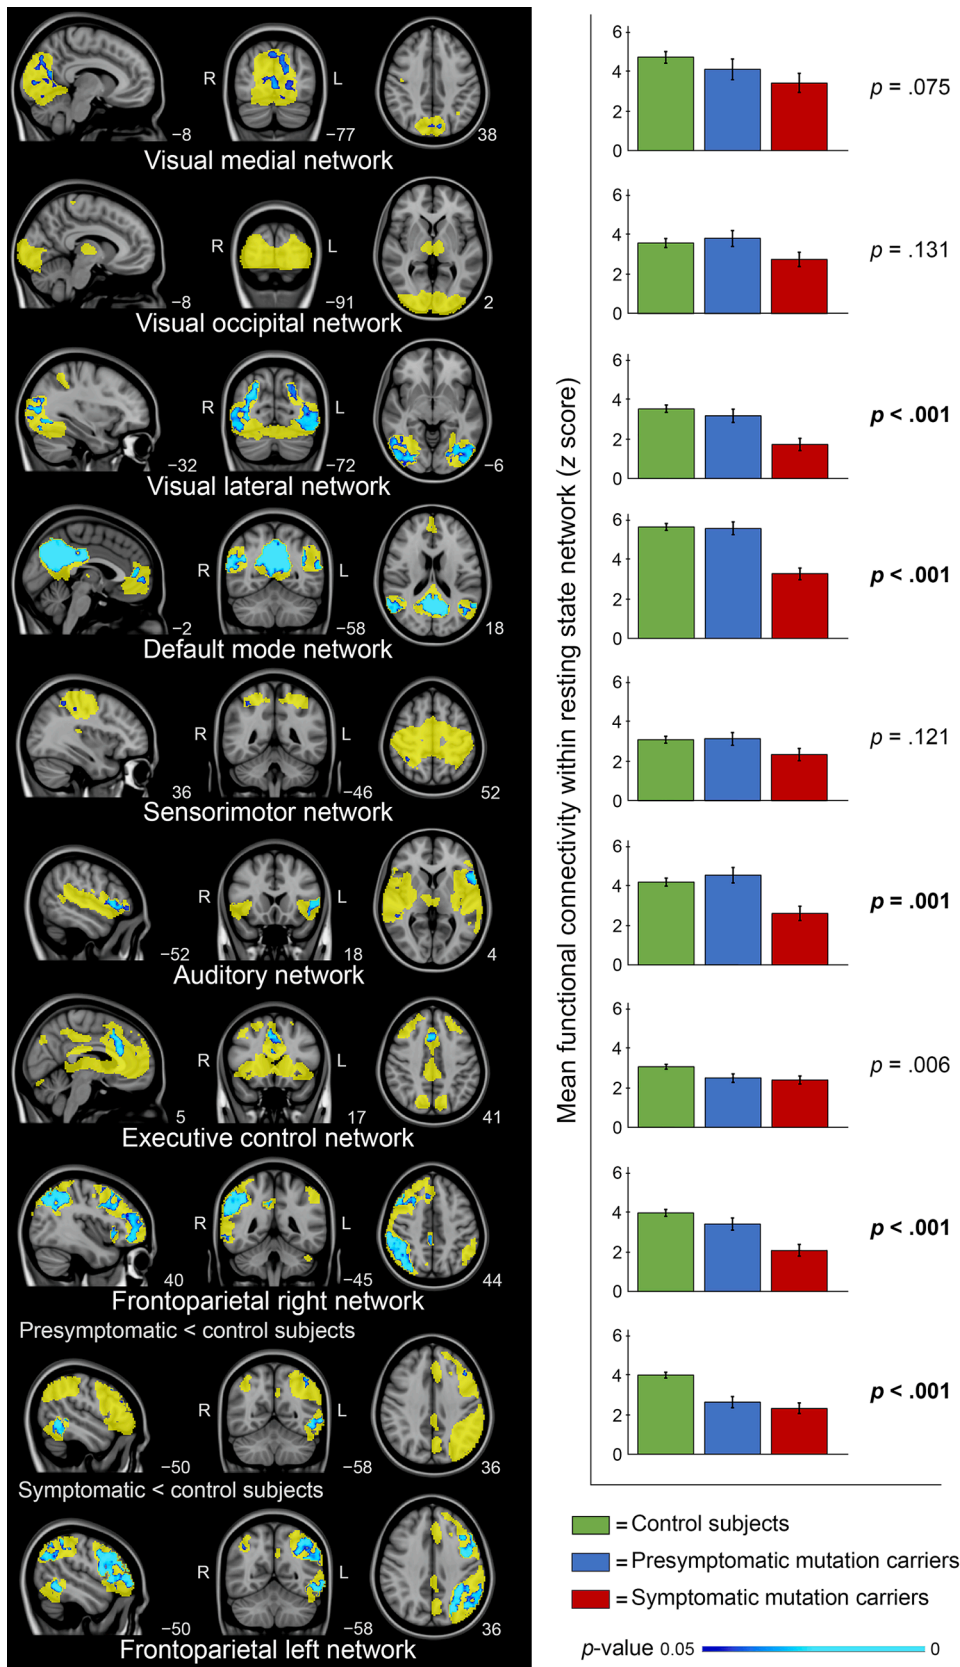 R L
−8 −77 38
Visual medial network
6
4
2
0
p = .075
R L
−8 −91 2
Visual occipital network
6
4
2
0
p = .131
R L
−32 −72 −6
Visual lateral network
6
4
2
0
p < .001
R L
−2 −58 18
Default mode network
6
4
2
0
p < .001
36 −46 52
R L
Sensorimotor network
6
4
2
0
p = .121
R L
−52 18 4
Auditory network
6
4
2
0
p = .001
R L
5 17 41
Executive control network
6
4
2
0
p = .006
R L
40 −45 44
Frontoparietal right network
6
4
2
0
p < .001
Presymptomatic < control subjects
R L
−50 −58 36
6
4
2
0
p < .001
Symptomatic < control subjects
R L
−50 −58 36
Frontoparietal left network
Mean functional connectivity within resting state network (z score)
= Control subjects
= Presymptomatic mutation carriers
= Symptomatic mutation carriers
p-value 0.05 0